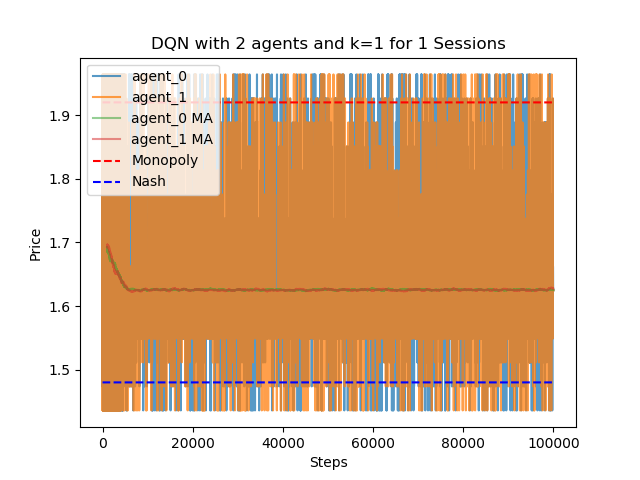 DQN with 2 agents and k=1 for 1 Sessions
agent_0
agent_1
agent_0 MA
agent_1 MA
Monopoly
Nash
Price
1.9
1.8
1.7
1.6
1.5
0
20000
40000
60000
80000
100000
Steps